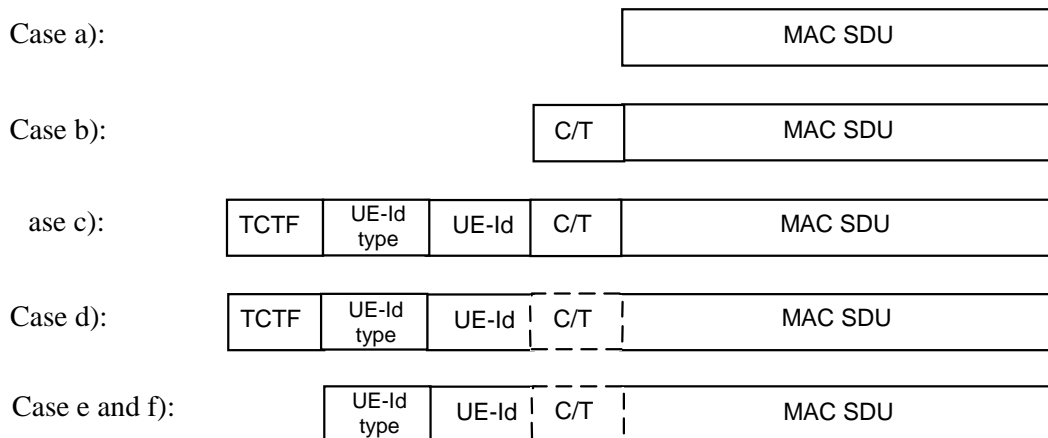 Case a): MAC SDU
Case b): C/T MAC SDU
ase c): TCTF UE-Id type UE-Id C/T MAC SDU
Case d): TCTF UE-Id type UE-Id C/T MAC SDU
Case e and f): UE-Id type UE-Id C/T MAC SDU